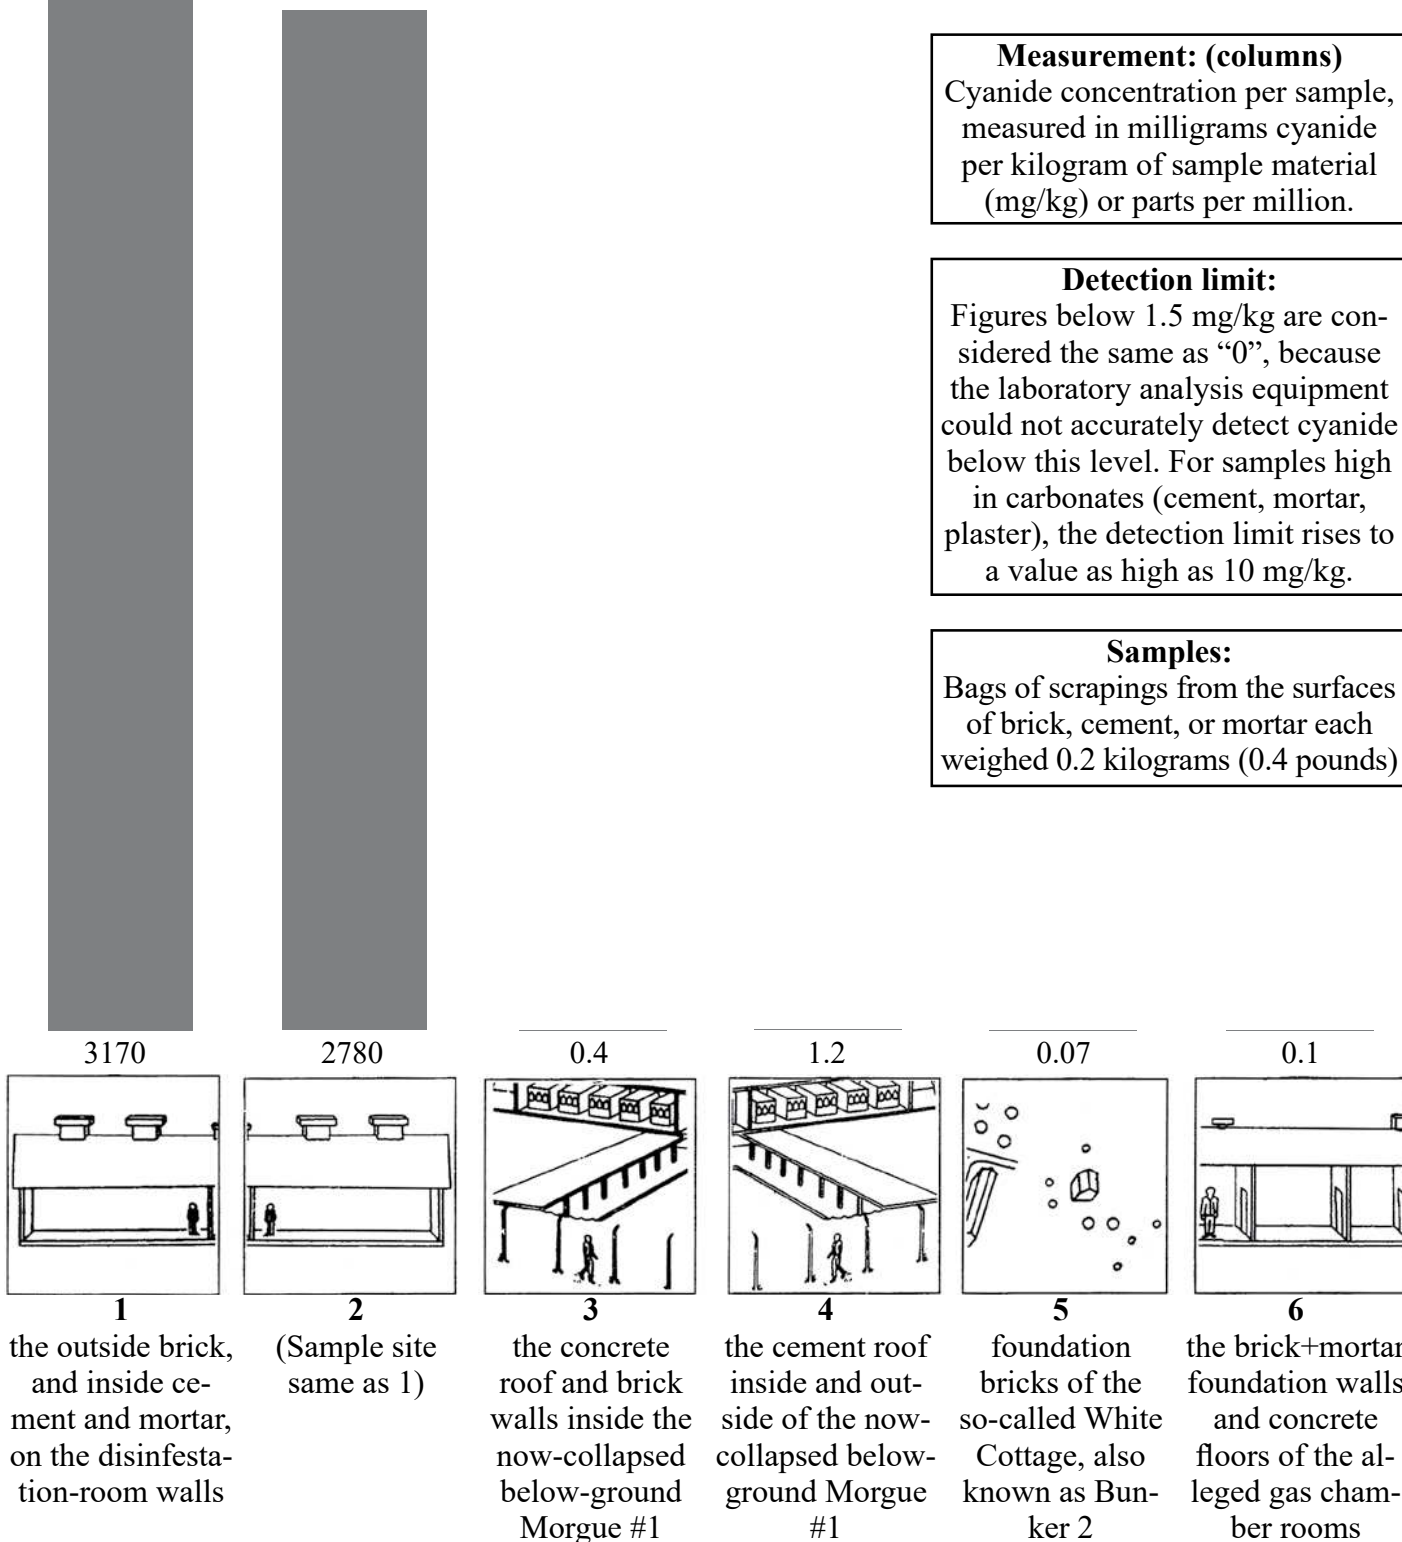 Measurement: (columns)
Cyanide concentration per sample,
measured in milligrams cyanide
per kilogram of sample material
(mg/kg) or parts per million.
Detection limit:
Figures below 1.5 mg/kg are con-
sidered the same as “0”, because
the laboratory analysis equipment
could not accurately detect cyanide
below this level. For samples high
in carbonates (cement, mortar,
plaster), the detection limit rises to
a value as high as 10 mg/kg.
Samples:
Bags of scrapings from the surfaces
of brick, cement, or mortar each
weighed 0.2 kilograms (0.4 pounds)
3170
2780
0.4
1.2
0.07
0.1
1
the outside brick,
and inside ce-
ment and mortar,
on the disinfesta-
tion-room walls
2
(Sample site
same as 1)
3
the concrete
roof and brick
walls inside the
now-collapsed
below-ground
Morgue #1
4
the cement roof
inside and out-
side of the now-
collapsed below-
ground Morgue
#1
5
foundation
bricks of the
so-called White
Cottage, also
known as Bun-
ker 2
6
the brick+mortar
foundation walls
and concrete
floors of the al-
leged gas cham-
ber rooms